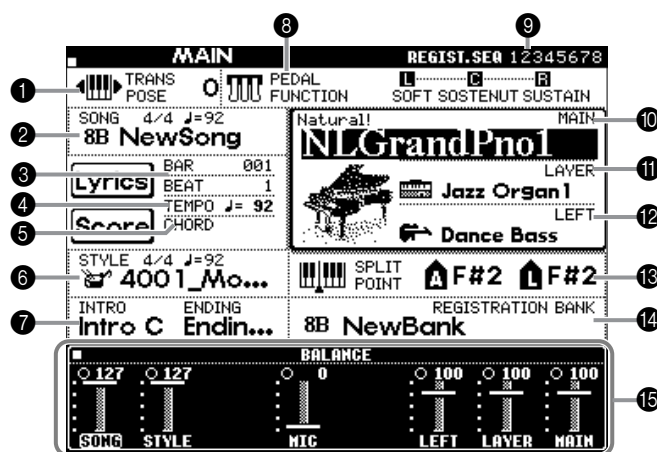 8 9
MAIN REGIST.SEQ 12345678
1 TRANS POSE 0 PEDAL FUNCTION L C R
SOFT SOSTENUT SUSTAIN
2 SONG 4/4 ♩=92
8B NewSong
Natural! MAIN 10
NLGrandPno1
3 Lyrics BAR 001
BEAT 1
LAYER 11
Jazz Organ1
4 TEMPO ♩= 92
5 Score CHORD
LEFT 12
Dance Bass
6 STYLE 4/4 ♩=92
4001_Mo...
SPLIT POINT A F#2 L F#2 13
7 INTRO ENDING
Intro C Endin...
REGISTRATION BANK 14
8B NewBank
BALANCE
127 127 0 100 100 100 15
SONG STYLE MIC LEFT LAYER MAIN